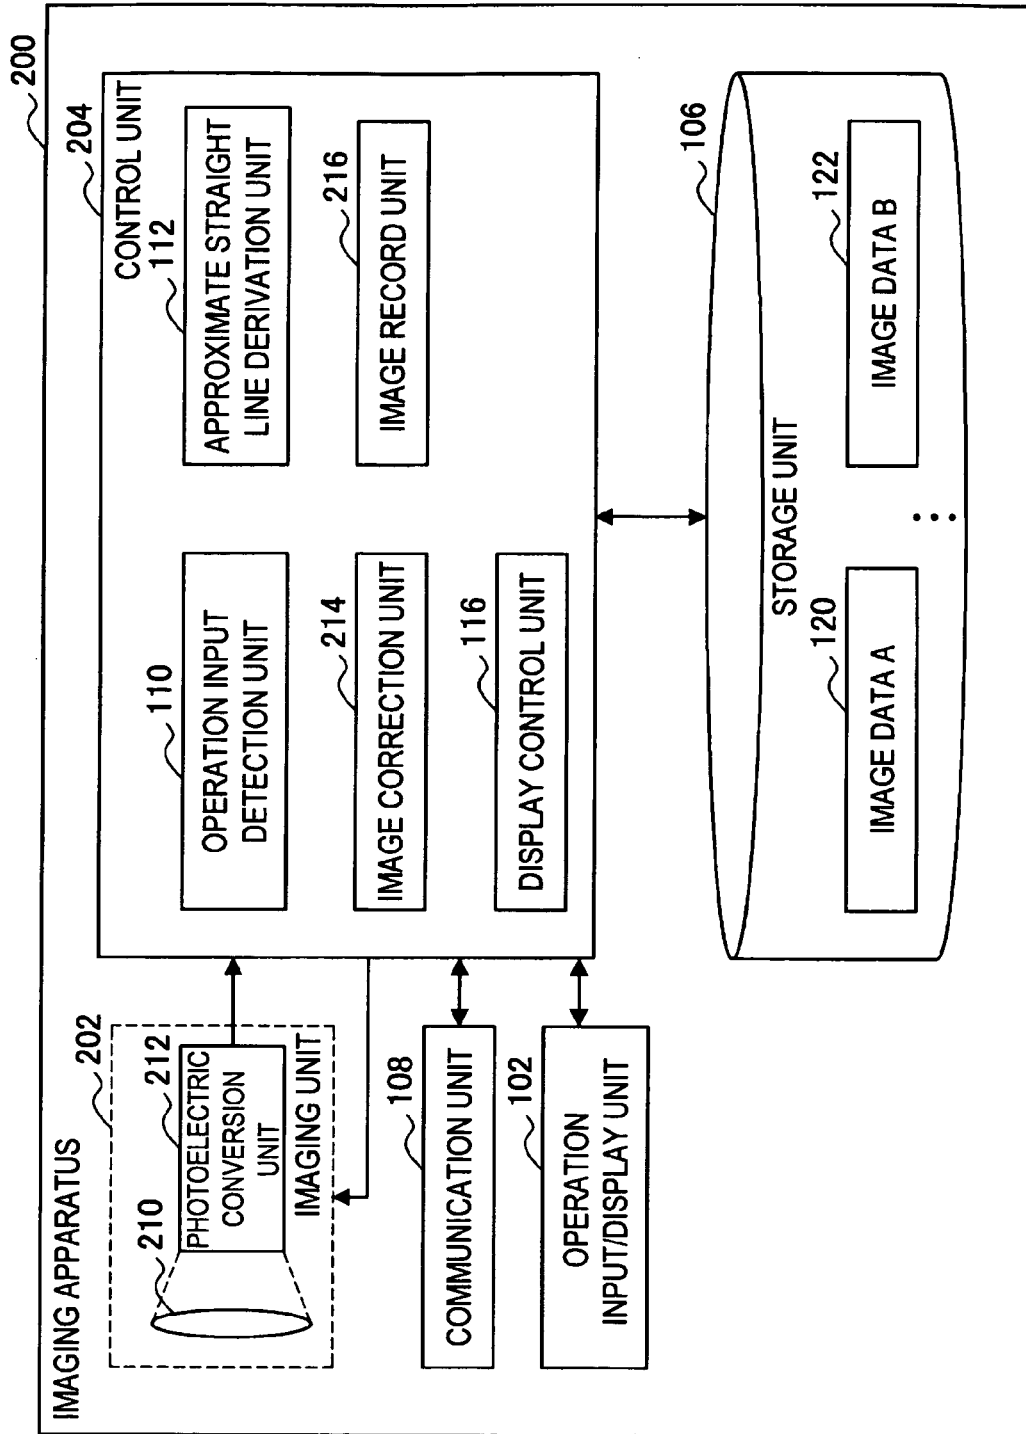 200
IMAGING APPARATUS
202
210
212
PHOTOELECTRIC
CONVERSION
UNIT
IMAGING UNIT
108
COMMUNICATION UNIT
102
OPERATION
INPUT/DISPLAY UNIT
204
CONTROL UNIT
110
OPERATION INPUT
DETECTION UNIT
112
APPROXIMATE STRAIGHT
LINE DERIVATION UNIT
214
IMAGE CORRECTION UNIT
216
IMAGE RECORD UNIT
116
DISPLAY CONTROL UNIT
106
STORAGE UNIT
120
IMAGE DATA A
...
122
IMAGE DATA B